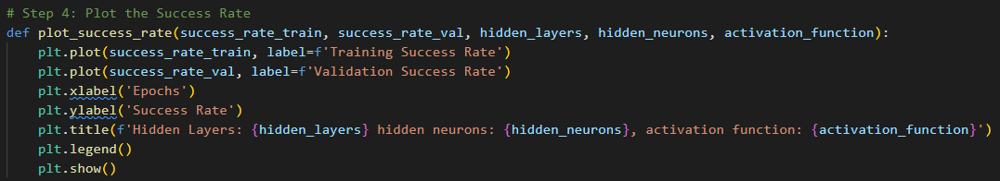 # Step 4: Plot the Success Rate
def plot_success_rate(success_rate_train, success_rate_val, hidden_layers, hidden_neurons, activation_function):
    plt.plot(success_rate_train, label=f'Training Success Rate')
    plt.plot(success_rate_val, label=f'Validation Success Rate')
    plt.xlabel('Epochs')
    plt.ylabel('Success Rate')
    plt.title(f'Hidden Layers: {hidden_layers} hidden neurons: {hidden_neurons}, activation function: {activation_function}')
    plt.legend()
    plt.show()